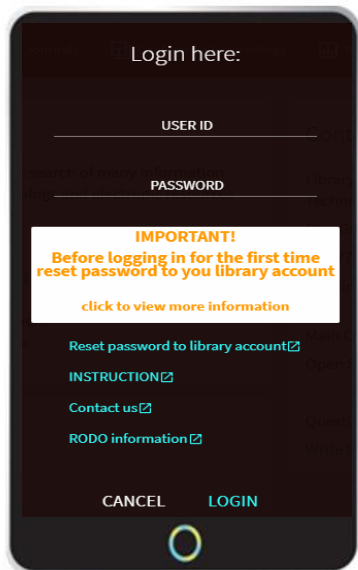 Login here:
USER ID
PASSWORD
IMPORTANT!
Before logging in for the first time
reset password to you library account
click to view more information
Reset password to library account
INSTRUCTION
Contact us
RODO information
CANCEL LOGIN